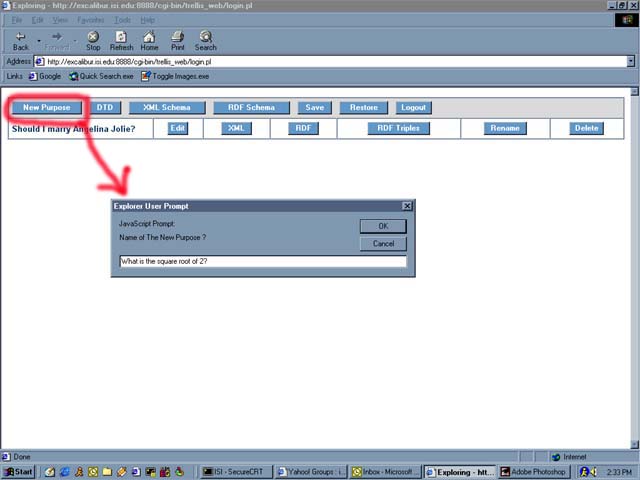 Exploring - http://excalibur.isi.edu:8888/cgi-bin/trellis_web/login.pl
File Edit View Favorites Tools Help
Back Forward Stop Refresh Home Print Search
Address http://excalibur.isi.edu:8888/cgi-bin/trellis_web/login.pl
Links Google Quick Search.exe Toggle Images.exe
New Purpose DTD XML Schema RDF Schema Save Restore Logout
Should I marry Angelina Jolie? Edit XML RDF RDF Triples Rename Delete
Explorer User Prompt
JavaScript Prompt:
Name of The New Purpose ?
OK
Cancel
What is the square root of 2?
Done Internet
Start ISI - SecureCRT Yahoo! Groups : i... Inbox - Microsoft ... Exploring - htt... Adobe Photoshop 2:33 PM